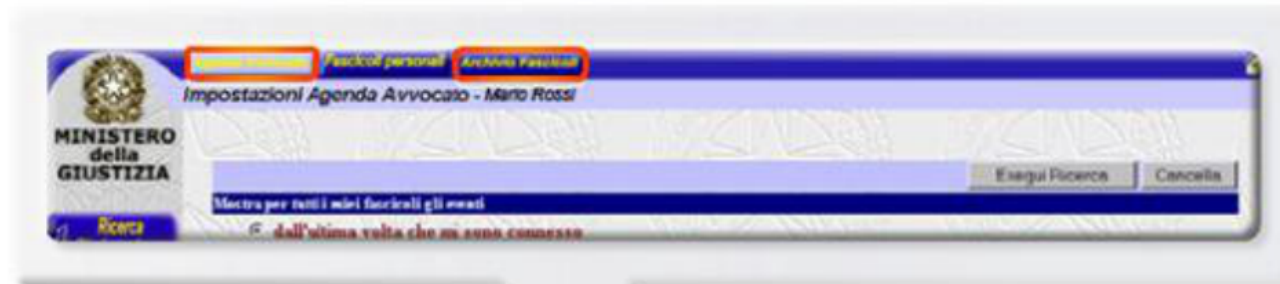 Fascicoli personali Archivio Fascicoli
Impostazioni Agenda Avvocato - Mario Rossi
MINISTERO
della
GIUSTIZIA
Esegui Ricerca Cancella
Mostra per tutti i miei fascicoli gli eventi
Ricerca
dall'ultima volta che mi sono connesso